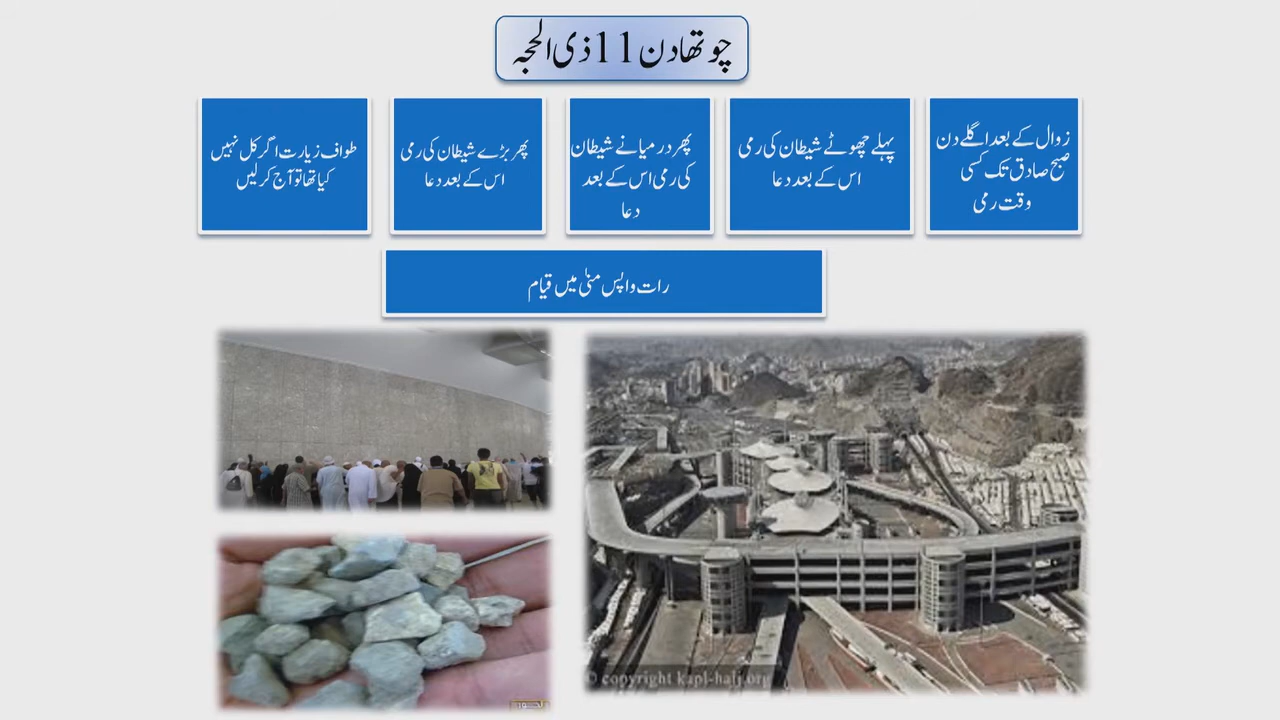 چوتھا دن 11 ذی الحجہ
زوال کے بعد اگلے دن
صبح صادق تک کسی
وقت رمی
پہلے چھوٹے شیطان کی رمی
اس کے بعد دعا
پھر درمیانے شیطان
کی رمی اس کے بعد
دعا
پھر بڑے شیطان کی رمی
اس کے بعد دعا
طواف زیارت اگر کل نہیں
کیا تھا تو آج کر لیں
رات واپس منیٰ میں قیام
© copyright kapl-hajj.org